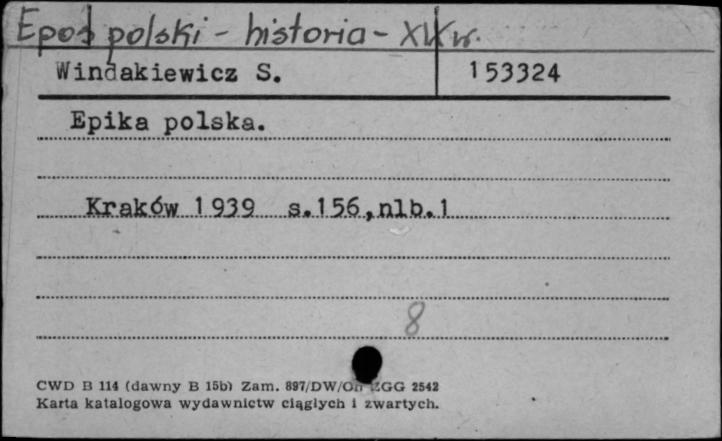 Epos polski - historia - XIX w.
Windakiewicz S. 153324
Epika polska.
Kraków 1939 s.156,nlb.1
8
CWD B 114 (dawny B 15b) Zam. 897/DW/On ZGG 2542
Karta katalogowa wydawnictw ciągłych i zwartych.